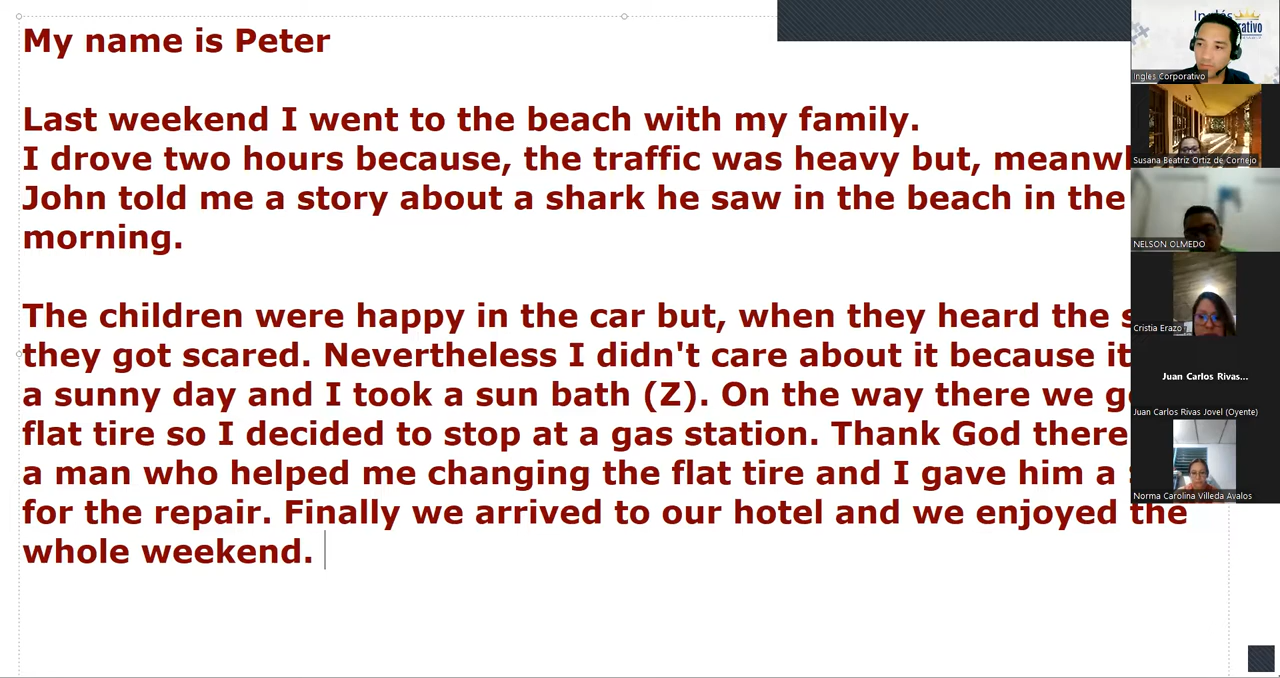 My name is Peter
Last weekend I went to the beach with my family.
I drove two hours because, the traffic was heavy but,
John told me a story about a shark he saw in the beach in the
morning.
The children were happy in the car but, when they heard the
they got scared. Nevertheless I didn't care about it because it
a sunny day and I took a sun bath (Z). On the way there we
flat tire so I decided to stop at a gas station. Thank God there
a man who helped me changing the flat tire and I gave him a
for the repair. Finally we arrived to our hotel and we enjoyed the
whole weekend.
Ingles Corporativo
Susana Beatriz Ortiz de Cornejo
NELSON OLMEDO
Cristia Erazo
Juan Carlos Rivas...
Juan Carlos Rivas Jovel (Oyente)
Norma Carolina Villeda Avalos